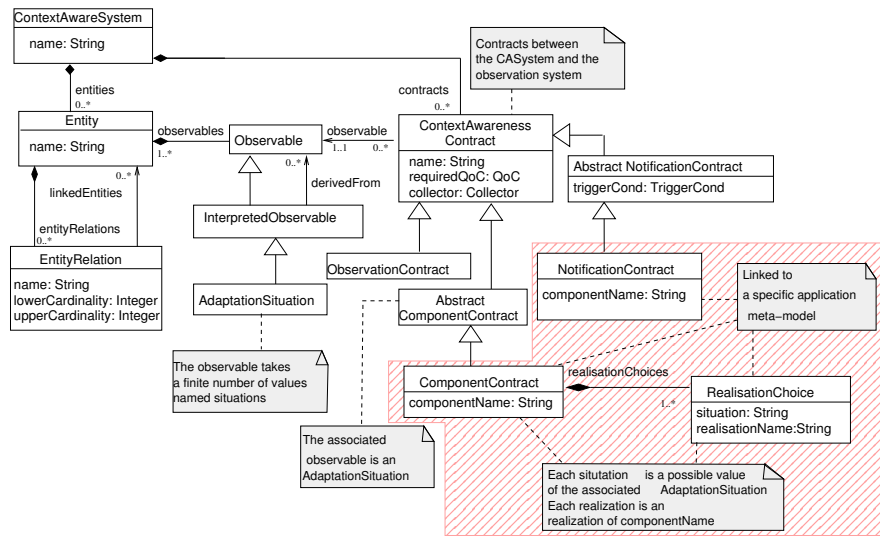 ContextAwareSystem
name: String
Contracts between
the CASystem and the
observation system
entities
0..*
contracts
0..*
Entity
name: String
observables
1..*
Observable
observable
1..1
0..*
ContextAwareness
Contract
name: String
requiredQoC: QoC
collector: Collector
Abstract NotificationContract
triggerCond: TriggerCond
linkedEntities
0..*
0..*
derivedFrom
entityRelations
0..*
InterpretedObservable
EntityRelation
name: String
lowerCardinality: Integer
upperCardinality: Integer
ObservationContract
NotificationContract
componentName: String
Linked to
a specific application
meta-model
AdaptationSituation
Abstract
ComponentContract
The observable takes
a finite number of values
named situations
ComponentContract
componentName: String
realisationChoices
1..*
RealisationChoice
situation: String
realisationName:String
The associated
observable is an
AdaptationSituation
Each situtation is a possible value
of the associated AdaptationSituation
Each realization is an
realization of componentName